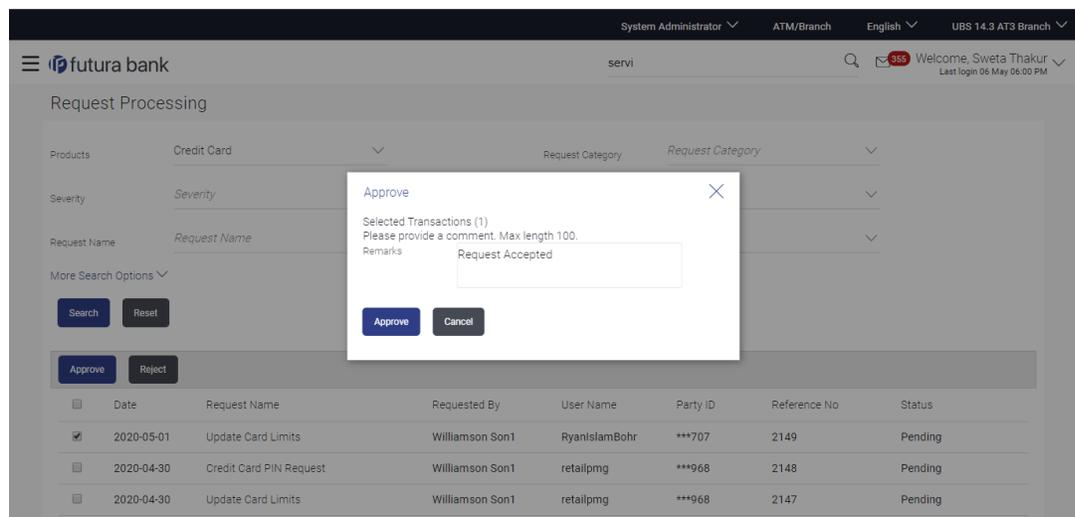 System Administrator ATM/Branch English UBS 14.3 AT3 Branch
futura bank servi 355 Welcome, Sweta Thakur
Last login 06 May 06:00 PM
Request Processing
Products Credit Card Request Category Request Category
Severity Severity
Request Name Request Name
More Search Options
Search Reset
Approve
Selected Transactions (1)
Please provide a comment. Max length 100.
Remarks Request Accepted
Approve Cancel
Approve Reject
Date Request Name Requested By User Name Party ID Reference No Status
2020-05-01 Update Card Limits Williamson Son1 RyanIslamBohr ***707 2149 Pending
2020-04-30 Credit Card PIN Request Williamson Son1 retailpmg ***968 2148 Pending
2020-04-30 Update Card Limits Williamson Son1 retailpmg ***968 2147 Pending